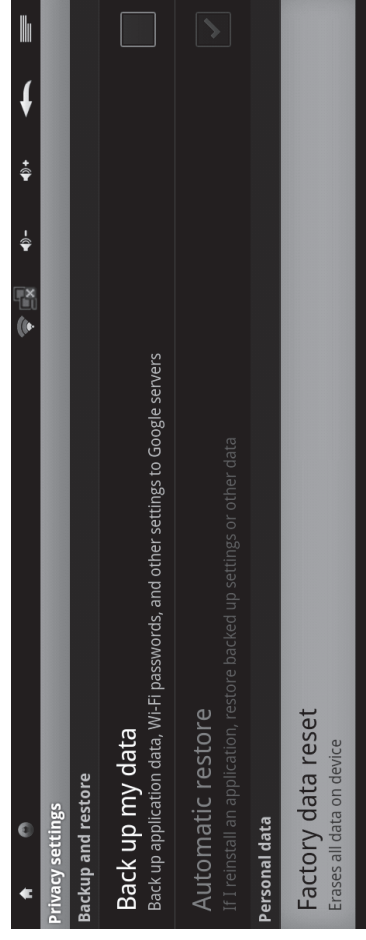 Privacy settings
Backup and restore
Back up my data
Back up application data, Wi-Fi passwords, and other settings to Google servers
Automatic restore
If I reinstall an application, restore backed up settings or other data
Personal data
Factory data reset
Erases all data on device